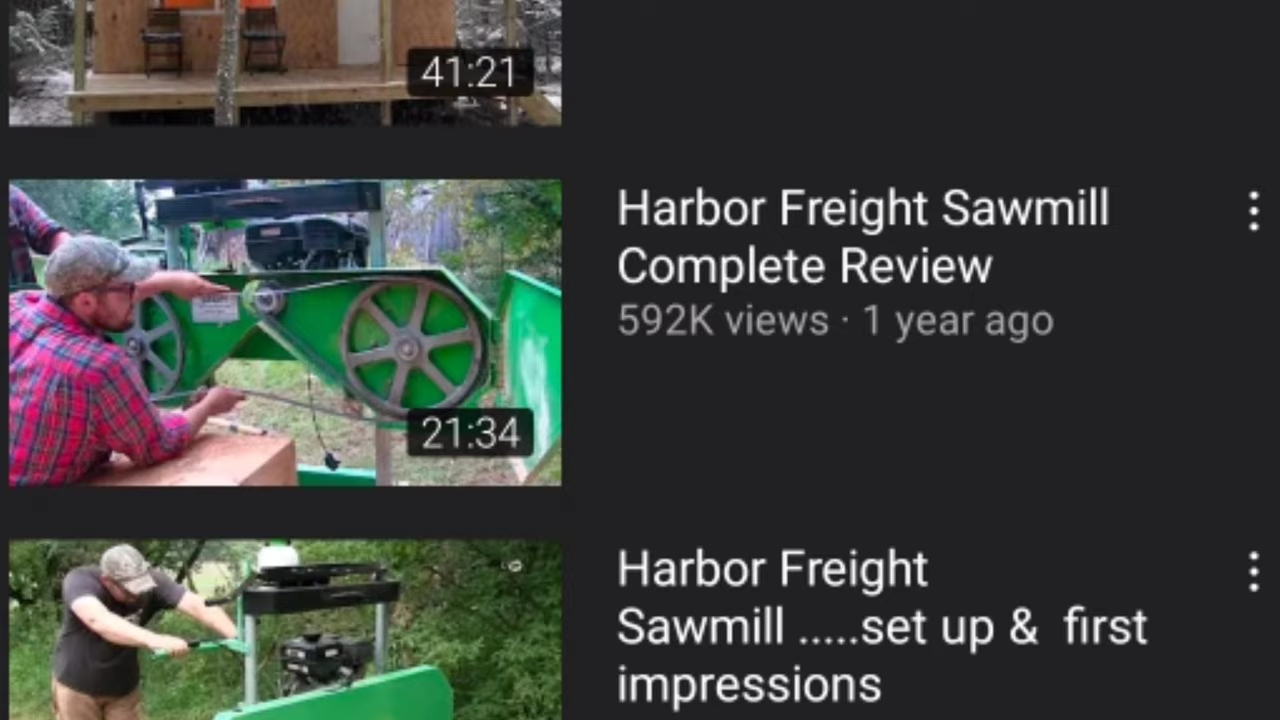 41:21
Harbor Freight Sawmill
Complete Review
592K views · 1 year ago
21:34
Harbor Freight
Sawmill .....set up &  first
impressions